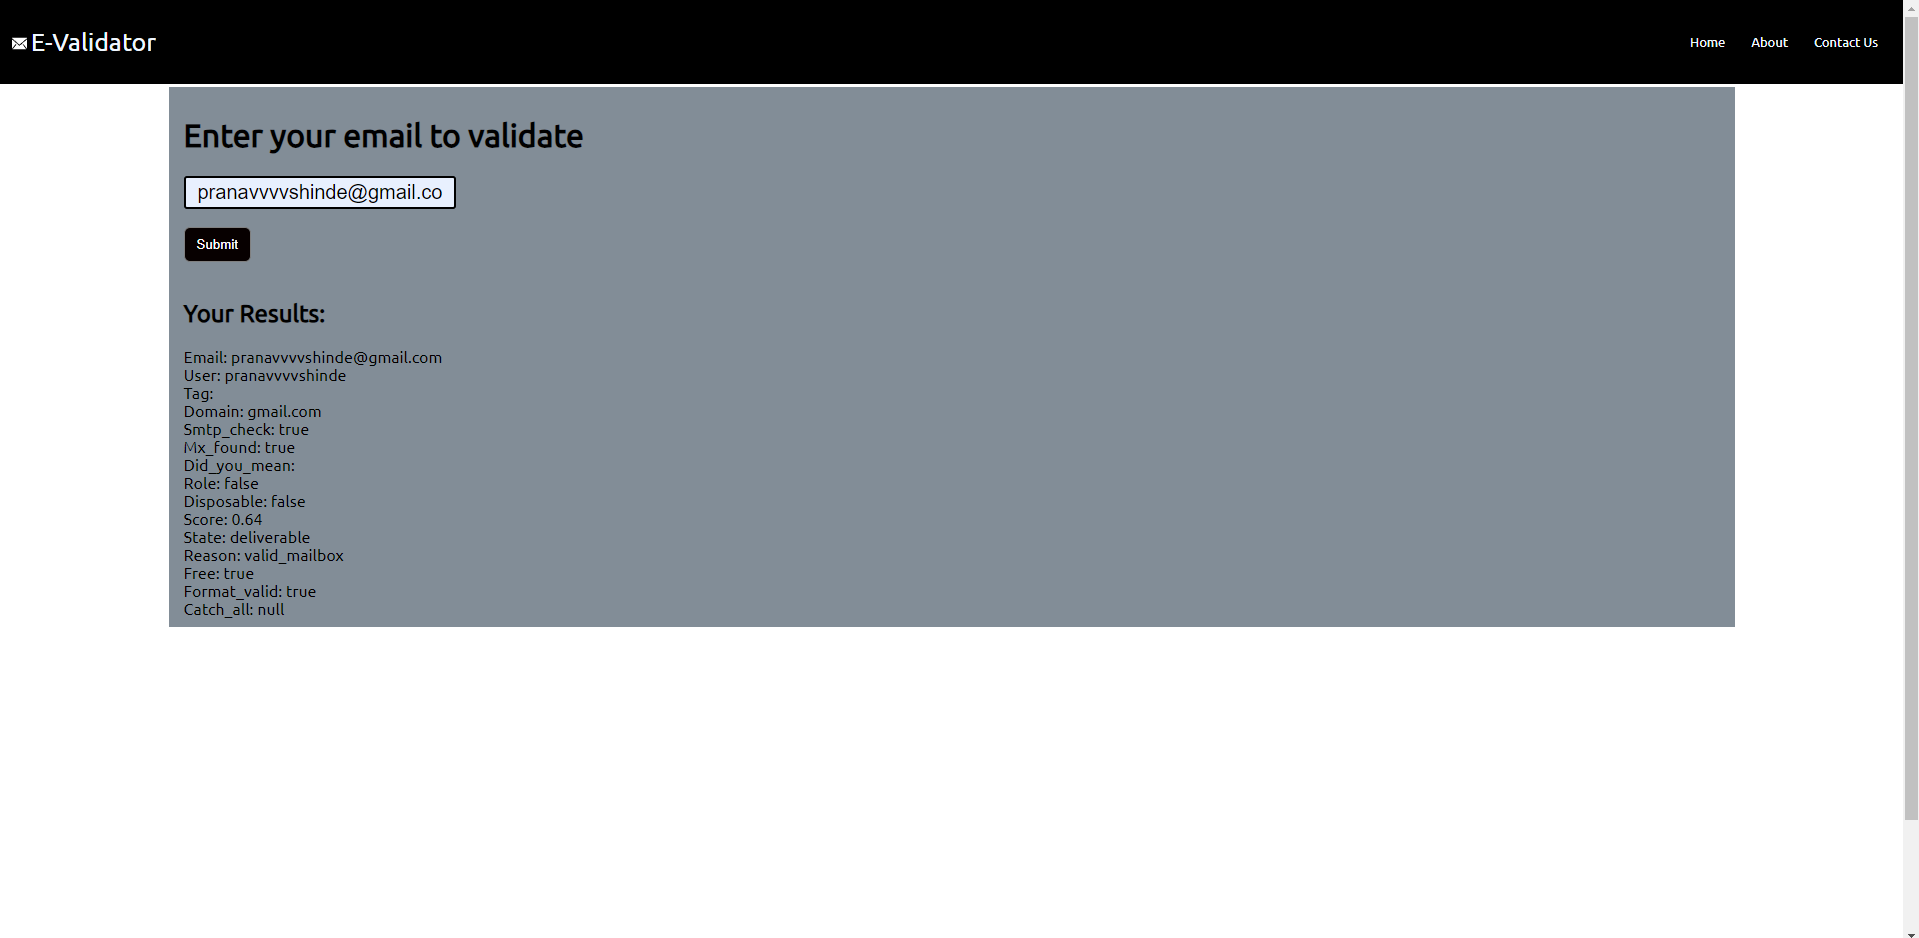 E-Validator
Home About Contact Us
Enter your email to validate
pranavvvvshinde@gmail.co
Submit
Your Results:
Email: pranavvvvshinde@gmail.com
User: pranavvvvshinde
Tag:
Domain: gmail.com
Smtp_check: true
Mx_found: true
Did_you_mean:
Role: false
Disposable: false
Score: 0.64
State: deliverable
Reason: valid_mailbox
Free: true
Format_valid: true
Catch_all: null